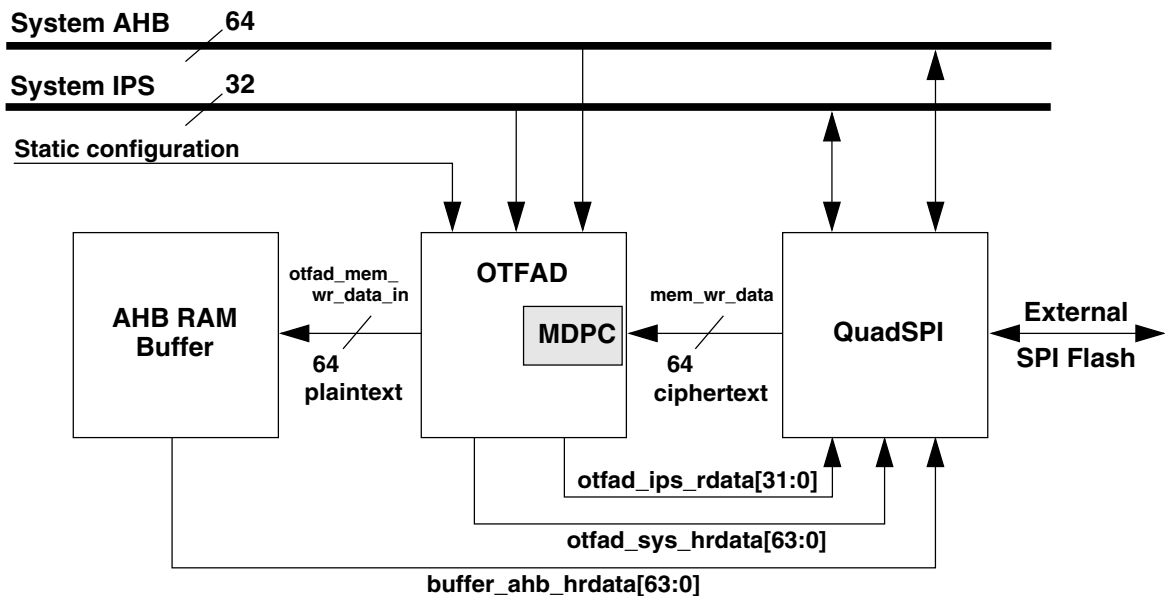 System AHB
64
System IPS
32
Static configuration
otfad_mem_
wr_data_in
64
plaintext
AHB RAM
Buffer
OTFAD
MDPC
mem_wr_data
64
ciphertext
QuadSPI
External
SPI Flash
otfad_ips_rdata[31:0]
otfad_sys_hrdata[63:0]
buffer_ahb_hrdata[63:0]